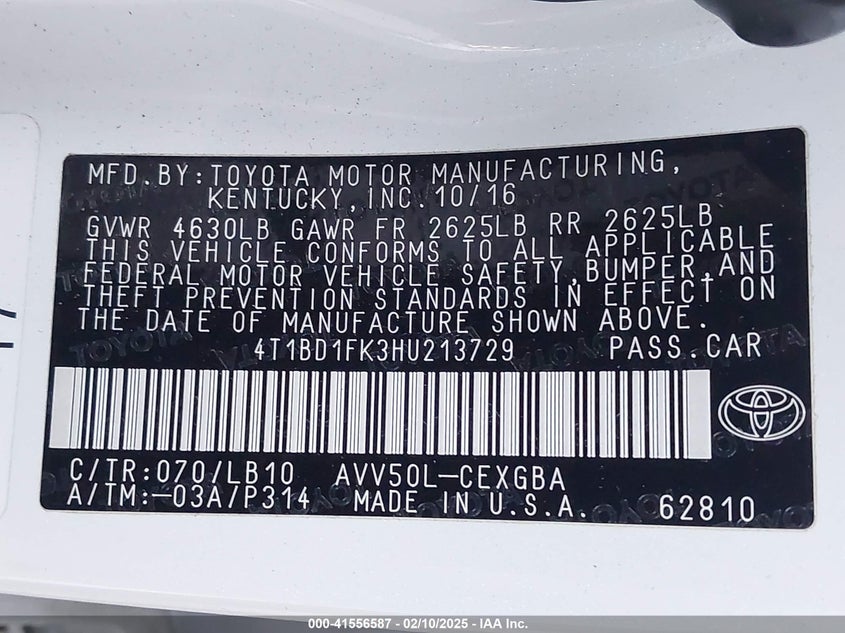 MFD.BY:TOYOTA MOTOR MANUFACTURING,
KENTUCKY,INC.10/16
GVWR 4630LB GAWR FR 2625LB RR 2625LB
THIS VEHICLE CONFORMS TO ALL APPLICABLE
FEDERAL MOTOR VEHICLE SAFETY,BUMPER,AND
THEFT PREVENTION STANDARDS IN EFFECT ON
THE DATE OF MANUFACTURE SHOWN ABOVE.
4T1BD1FK3HU213729 PASS.CAR
C/TR:070/LB10 AVV50L-CEXGBA
A/TM:-03A/P314 MADE IN U.S.A. 62810
000-41556587 - 02/10/2025 - IAA Inc.